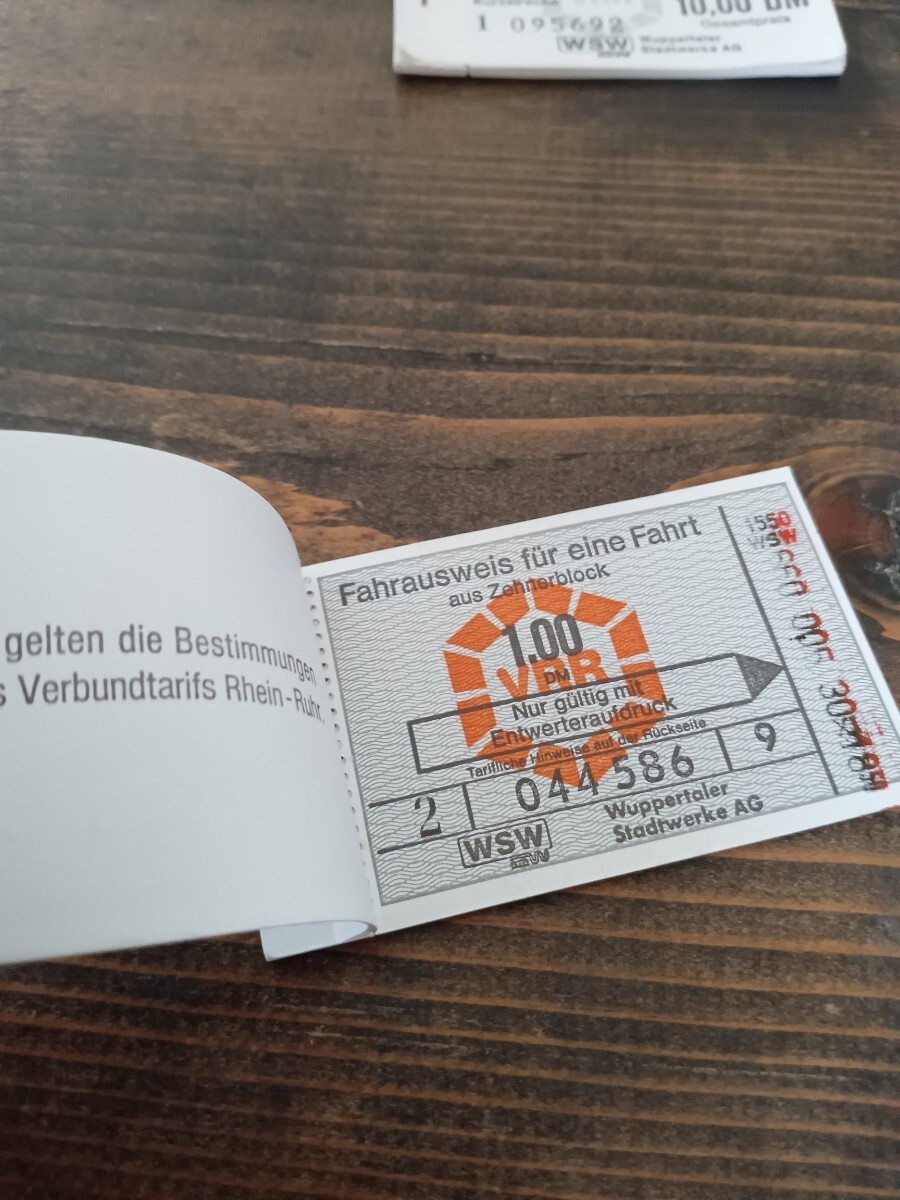 10,00 DM
Gesamtpreis
1 095692
WSW
Wuppertaler
Stadtwerke AG
gelten die Bestimmungen
Verbundtarifs Rhein-Ruhr.
Fahrausweis für eine Fahrt
aus Zehnerblock
1.00
DM
VRR
Nur gültig mit
Entwerteraufdruck
Tarifliche Hinweise auf der Rückseite
2 044586 9
WSW
Wuppertaler
Stadtwerke AG
1550
WSW